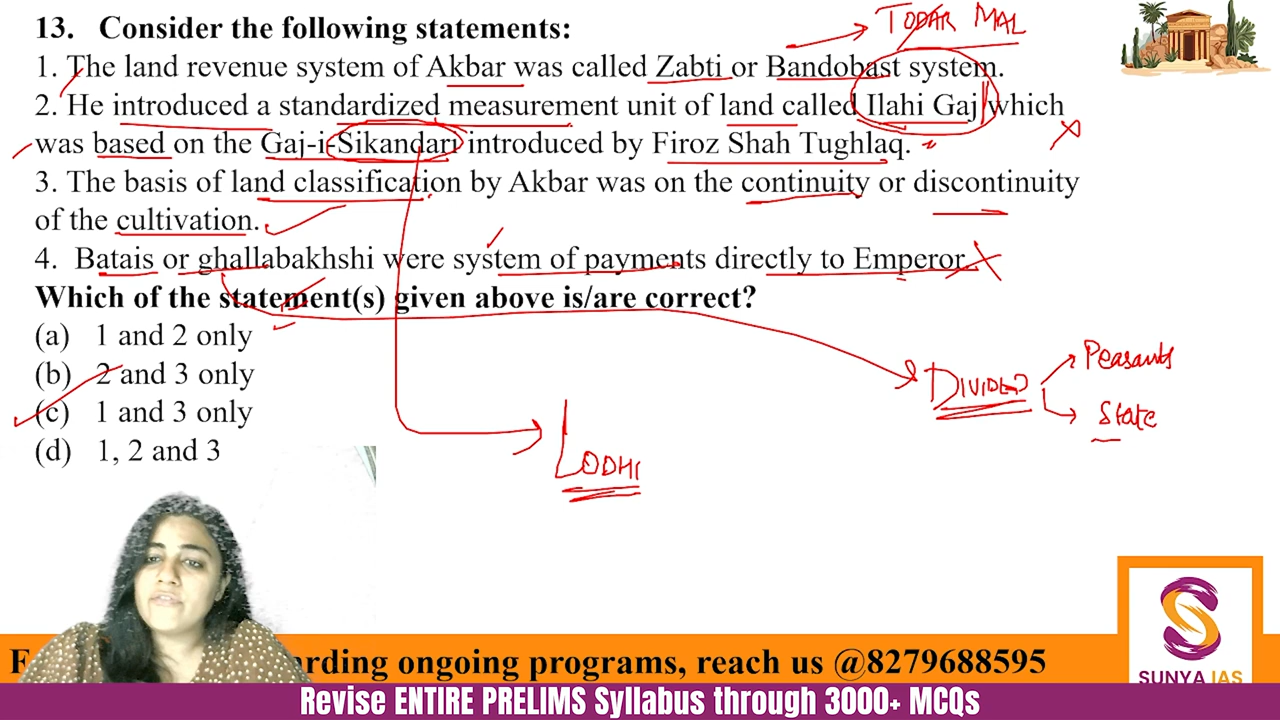 TODAR MAL
13. Consider the following statements:
1. The land revenue system of Akbar was called Zabti or Bandobast system.
2. He introduced a standardized measurement unit of land called Ilahi Gaj which
was based on the Gaj-i-Sikandari introduced by Firoz Shah Tughlaq.
3. The basis of land classification by Akbar was on the continuity or discontinuity
of the cultivation.
4. Batais or ghallabakhshi were system of payments directly to Emperor.
Which of the statement(s) given above is/are correct?
(a) 1 and 2 only
(b) 2 and 3 only
(c) 1 and 3 only
(d) 1, 2 and 3
DIVIDED
Peasants
State
LODHI
F
arding ongoing programs, reach us @8279688595
SUNYA IAS
Revise ENTIRE PRELIMS Syllabus through 3000+ MCQs